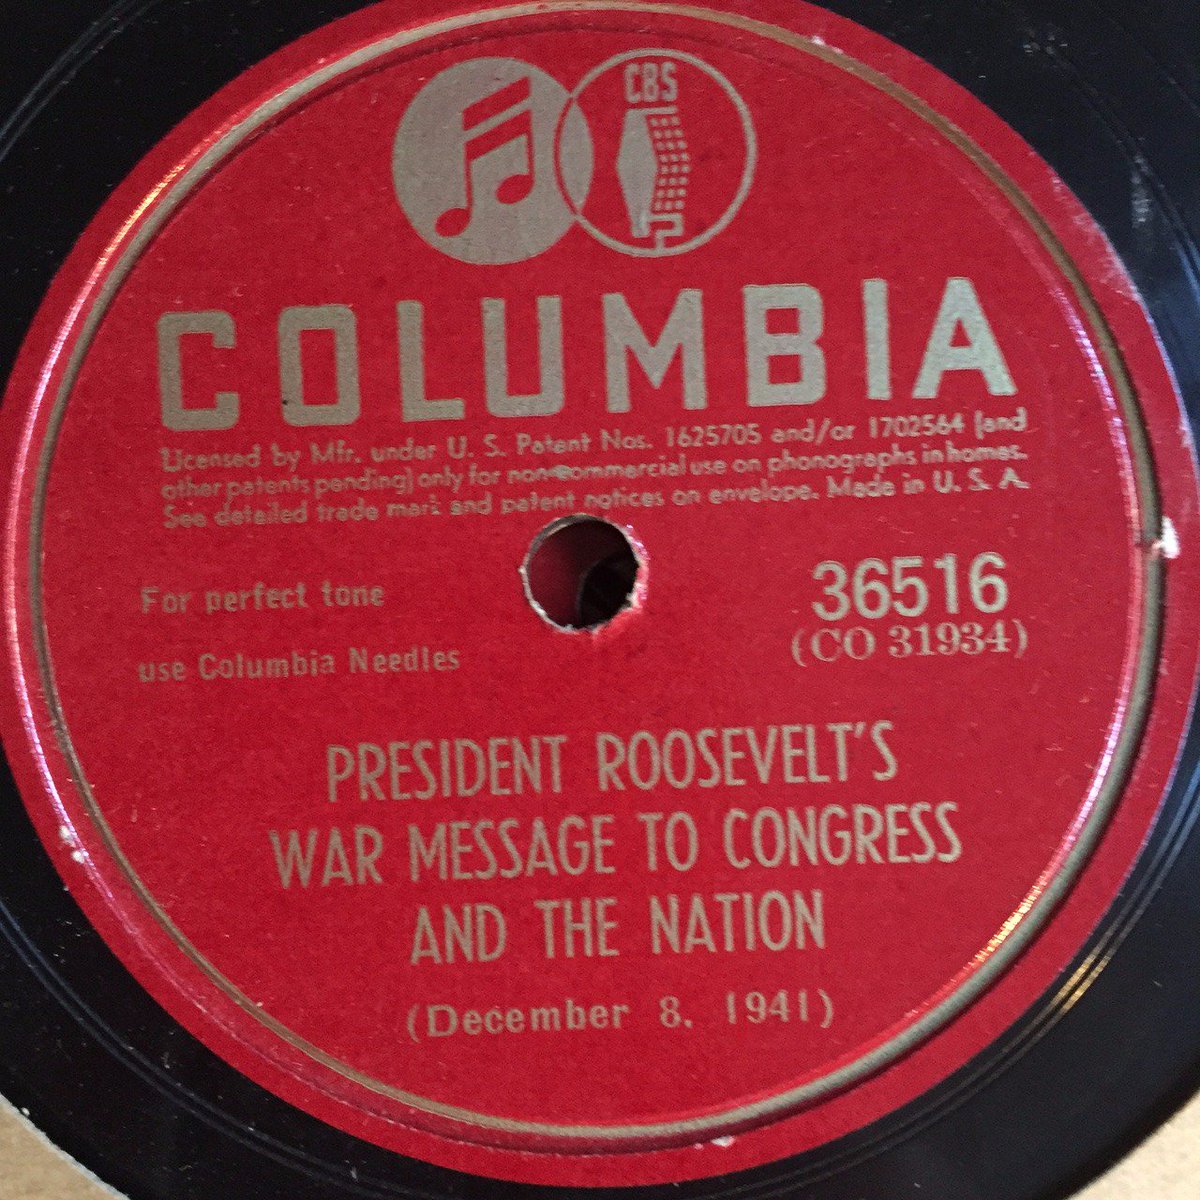 CBS
COLUMBIA
Licensed by Mfr. under U. S. Patent Nos. 1625705 and/or 1702564 (and
other patents pending) only for non-commercial use on phonographs in homes.
See detailed trade mark and patent notices on envelope. Made in U. S. A.
For perfect tone
use Columbia Needles
36516
(CO 31934)
PRESIDENT ROOSEVELT'S
WAR MESSAGE TO CONGRESS
AND THE NATION
(December 8, 1941)